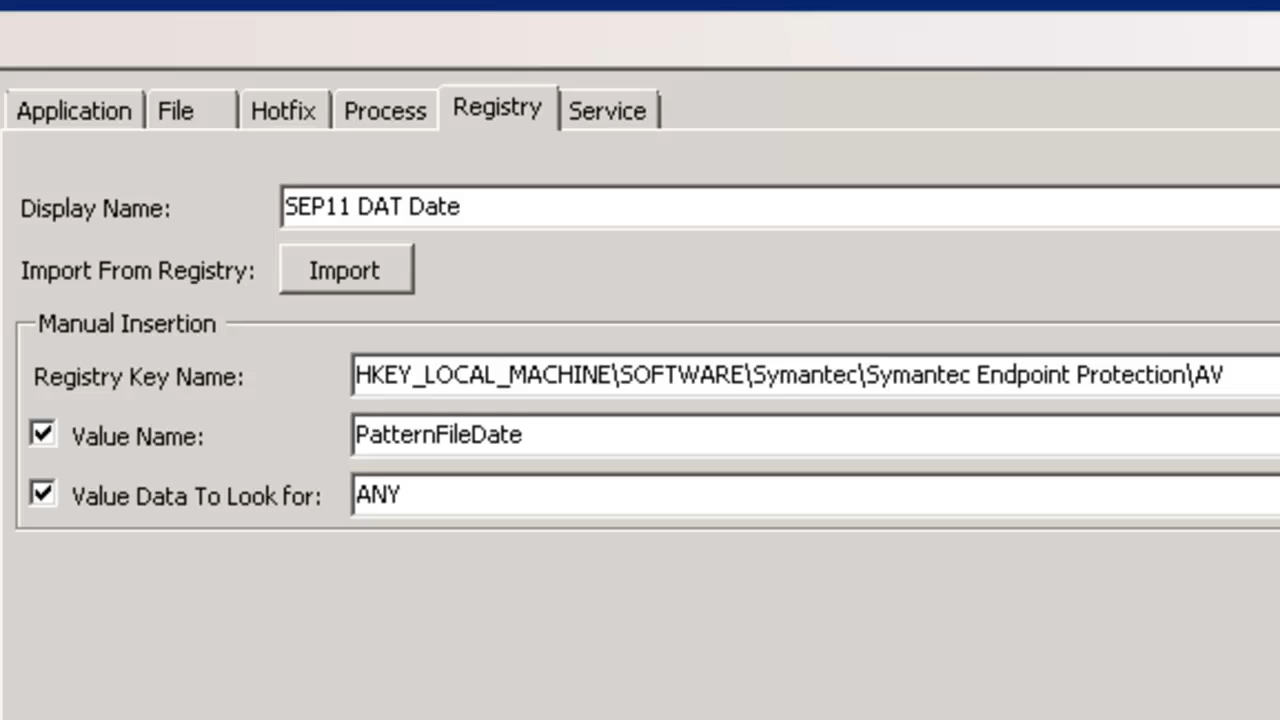 Application File Hotfix Process Registry Service
Display Name: SEP11 DAT Date
Import From Registry: Import
Manual Insertion
Registry Key Name: HKEY_LOCAL_MACHINE\SOFTWARE\Symantec\Symantec Endpoint Protection\AV
Value Name: PatternFileDate
Value Data To Look for: ANY